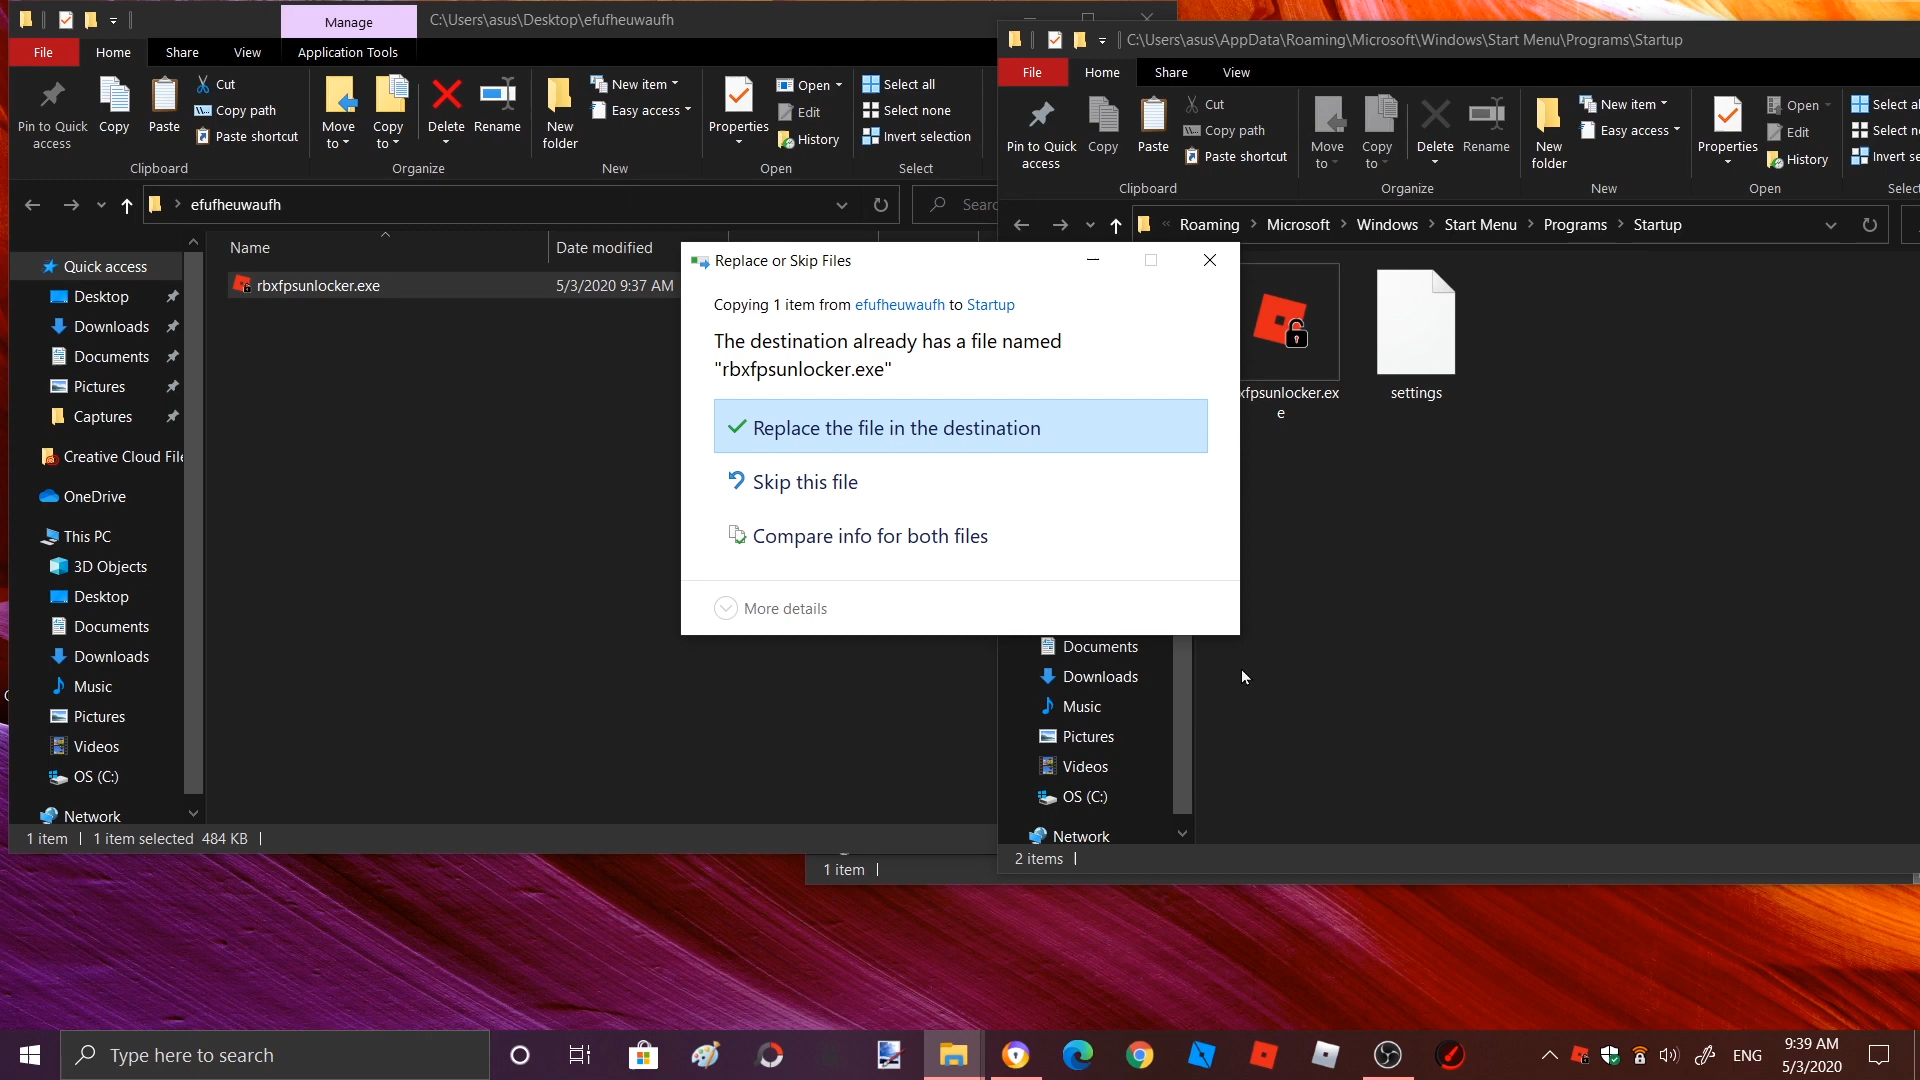 Manage
C:\Users\asus\Desktop\efufheuwaufh
File
Home
Share
View
Application Tools
Pin to Quick access
Copy
Paste
Cut
Copy path
Paste shortcut
Clipboard
Move to
Copy to
Delete
Rename
Organize
New folder
New item
Easy access
New
Properties
Open
Edit
History
Open
Select all
Select none
Invert selection
Select
efufheuwaufh
Sear
Name
Date modified
rbxfpsunlocker.exe
5/3/2020 9:37 AM
Quick access
Desktop
Downloads
Documents
Pictures
Captures
Creative Cloud File
OneDrive
This PC
3D Objects
Desktop
Documents
Downloads
Music
Pictures
Videos
OS (C:)
Network
1 item
1 item selected 484 KB
1 item
C:\Users\asus\AppData\Roaming\Microsoft\Windows\Start Menu\Programs\Startup
File
Home
Share
View
Pin to Quick access
Copy
Paste
Cut
Copy path
Paste shortcut
Clipboard
Move to
Copy to
Delete
Rename
Organize
New folder
New item
Easy access
New
Properties
Open
Edit
History
Open
Select al
Select no
Invert se
Select
« Roaming > Microsoft > Windows > Start Menu > Programs > Startup
xfpsunlocker.ex
e
settings
Documents
Downloads
Music
Pictures
Videos
OS (C:)
Network
2 items
Replace or Skip Files
Copying 1 item from efufheuwaufh to Startup
The destination already has a file named
"rbxfpsunlocker.exe"
Replace the file in the destination
Skip this file
Compare info for both files
More details
Type here to search
ENG
9:39 AM
5/3/2020